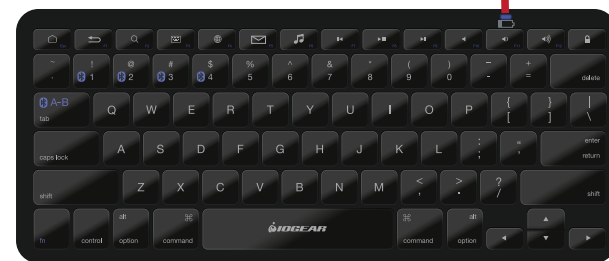 ~ ! @ # $ % ^ & * ( ) – +
` 1 2 3 4 5 6 7 8 9 0 - = delete
A-B Q W E R T Y U I O P { } |
tab [ ] \
A S D F G H J K L : " enter
caps lock ; ' return
shift Z X C V B N M < > ? shift
, . /
alt ⌘ IOGEAR ⌘ alt
fn control option command command option